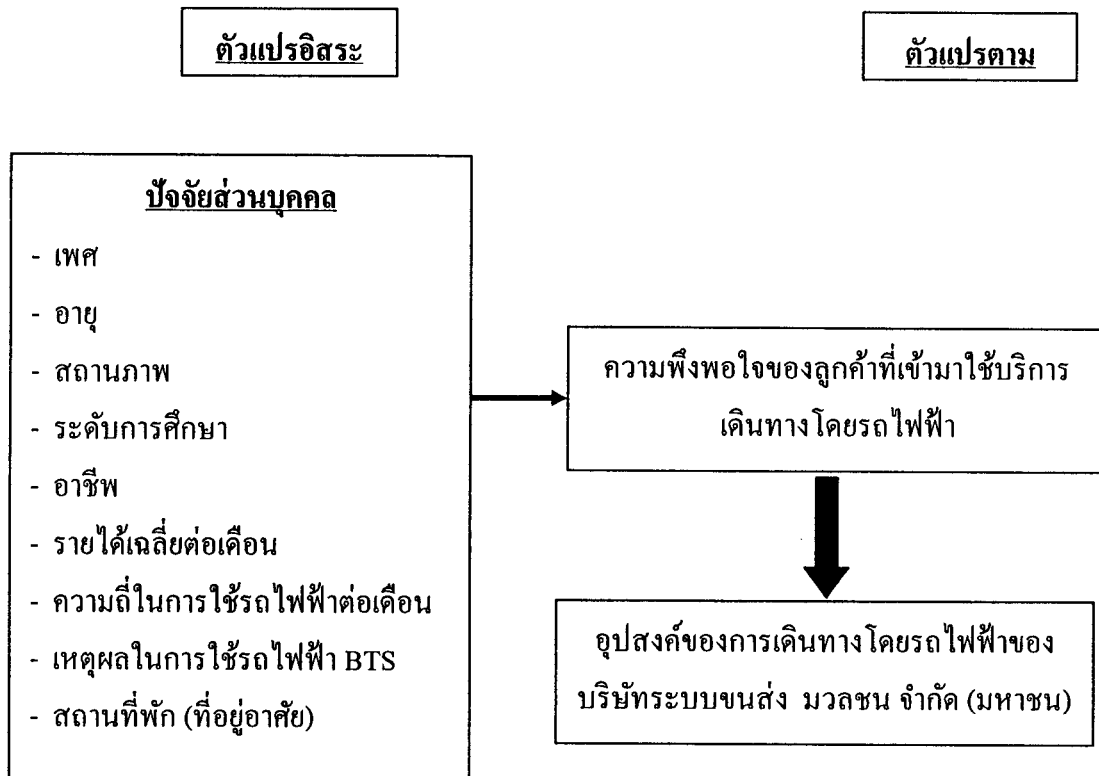 ตัวแปรอิสระ
ตัวแปรตาม
ปัจจัยส่วนบุคคล
- เพศ
- อายุ
- สถานภาพ
- ระดับการศึกษา
- อาชีพ
- รายได้เฉลี่ยต่อเดือน
- ความถี่ในการใช้รถไฟฟ้าต่อเดือน
- เหตุผลในการใช้รถไฟฟ้า BTS
- สถานที่พัก (ที่อยู่อาศัย)
ความพึงพอใจของลูกค้าที่เข้ามาใช้บริการ
เดินทางโดยรถไฟฟ้า
อุปสงค์ของการเดินทางโดยรถไฟฟ้าของ
บริษัทระบบขนส่ง มวลชน จำกัด (มหาชน)